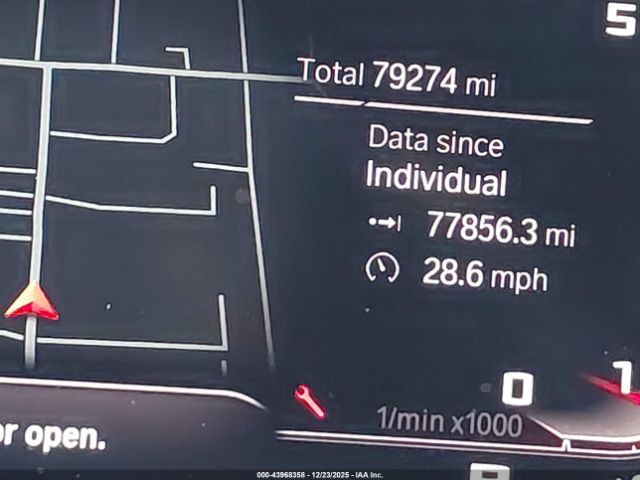 5
Total 79274 mi
Data since
Individual
77856.3 mi
28.6 mph
0
1
1/min x1000
or open.
000-43968358 - 12/23/2025 - IAA Inc.